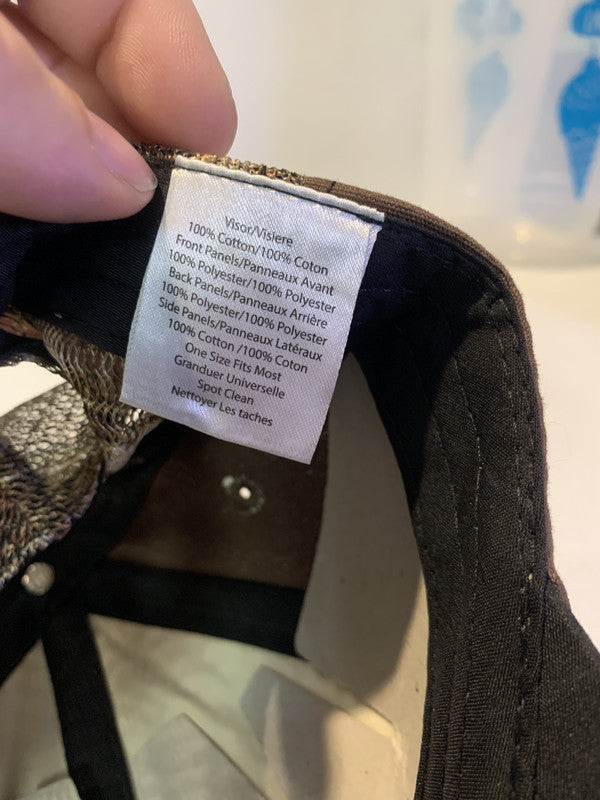 Visor/Visiere
100% Cotton/100% Coton
Front Panels/Panneaux Avant
100% Polyester/100% Polyester
Back Panels/Panneaux Arrière
100% Polyester/100% Polyester
Side Panels/Panneaux Latéraux
100% Cotton /100% Coton
One Size Fits Most
Granduer Universelle
Spot Clean
Nettoyer Les taches